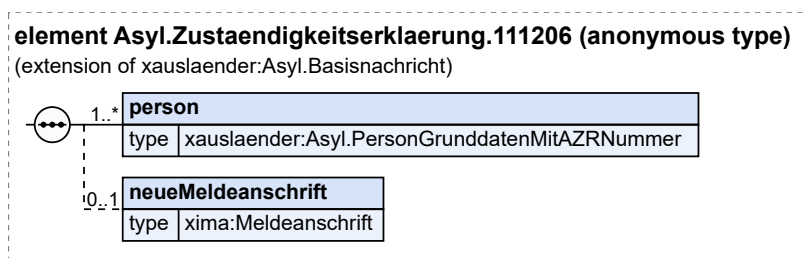 element Asyl.Zustaendigkeitserklaerung.111206 (anonymous type)
(extension of xauslaender:Asyl.Basisnachricht)
1..* person
type xauslaender:Asyl.PersonGrunddatenMitAZRNummer
0..1 neueMeldeanschrift
type xima:Meldeanschrift